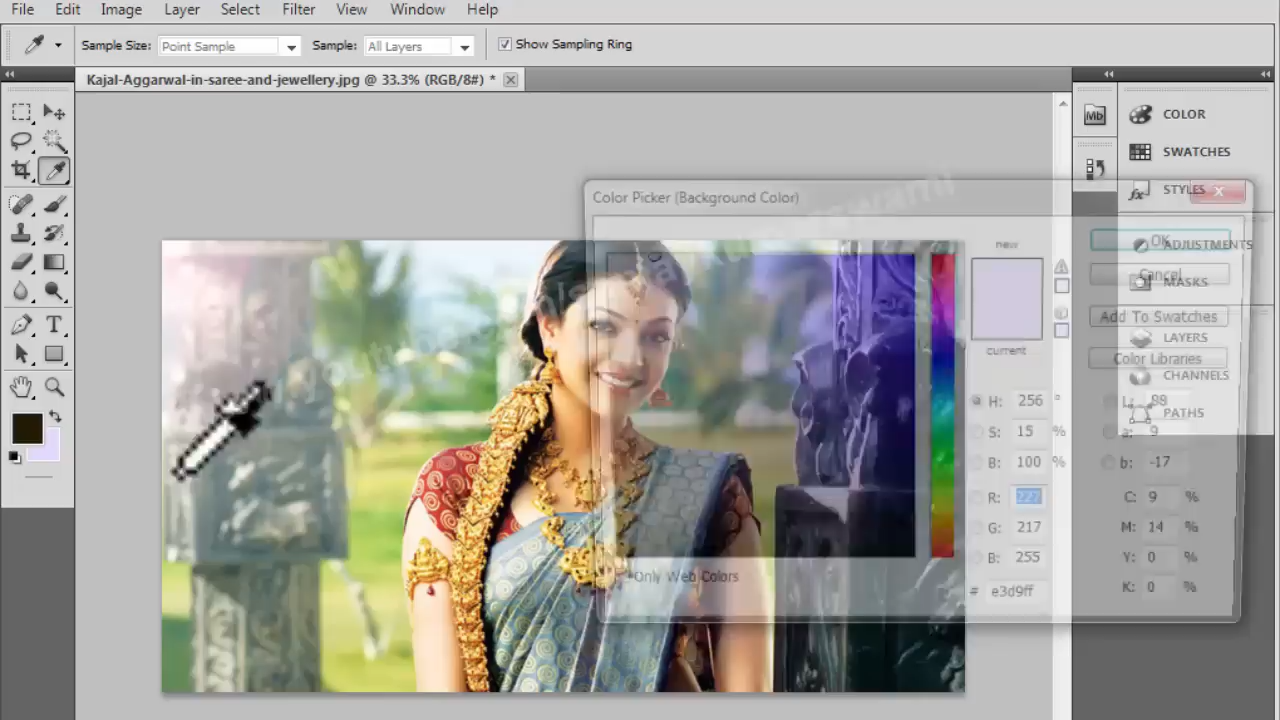 File Edit Image Layer Select Filter View Window Help
Sample Size: Point Sample Sample: All Layers Show Sampling Ring
Kajal-Aggarwal-in-saree-and-jewellery.jpg @ 33.3% (RGB/8#) *
Mb
COLOR
SWATCHES
STYLES
ADJUSTMENTS
MASKS
LAYERS
CHANNELS
PATHS
Color Picker (Background Color)
new
current
OK
Cancel
Add To Swatches
Color Libraries
H: 256 °
S: 15 %
B: 100 %
R: 227
G: 217
B: 255
# e3d9ff
L: 88
a: 9
b: -17
C: 9 %
M: 14 %
Y: 0 %
K: 0 %
Only Web Colors